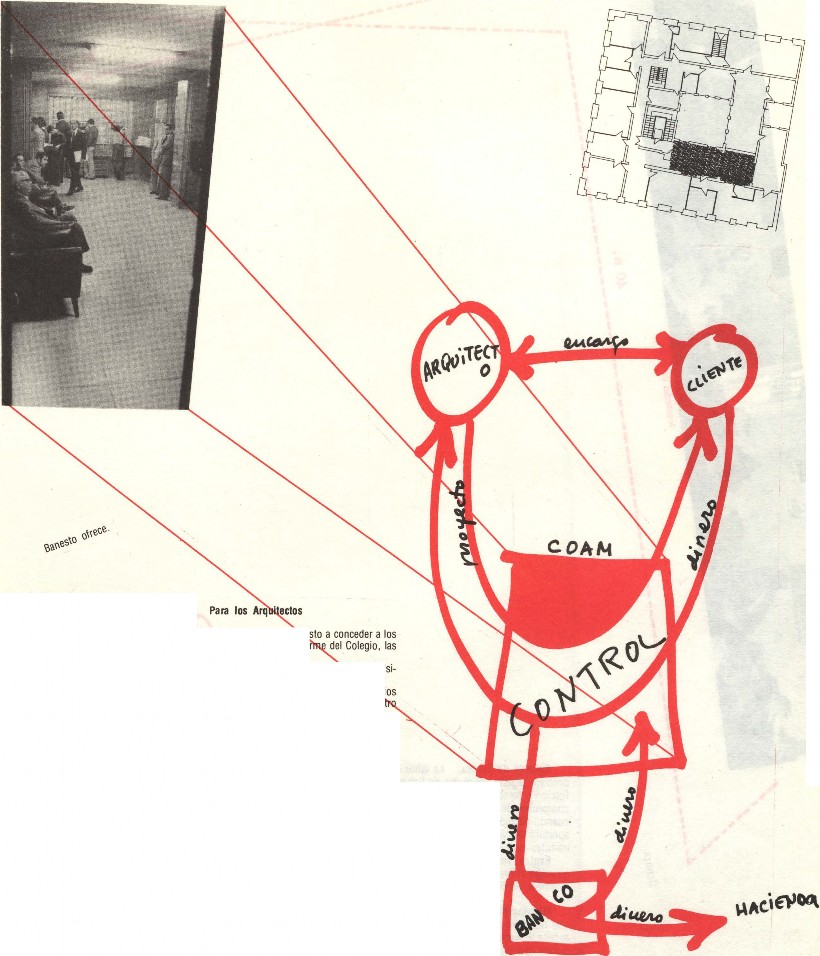 encargo
ARQUITECT
O
CLIENTE
proyecto
dinero
COAM
Banesto ofrece.
Para los Arquitectos
sto a conceder a los
rme del Colegio, las
si-
os
tro
CONTROL
dinero
dinero
BANCO
dinero
HACIENDA